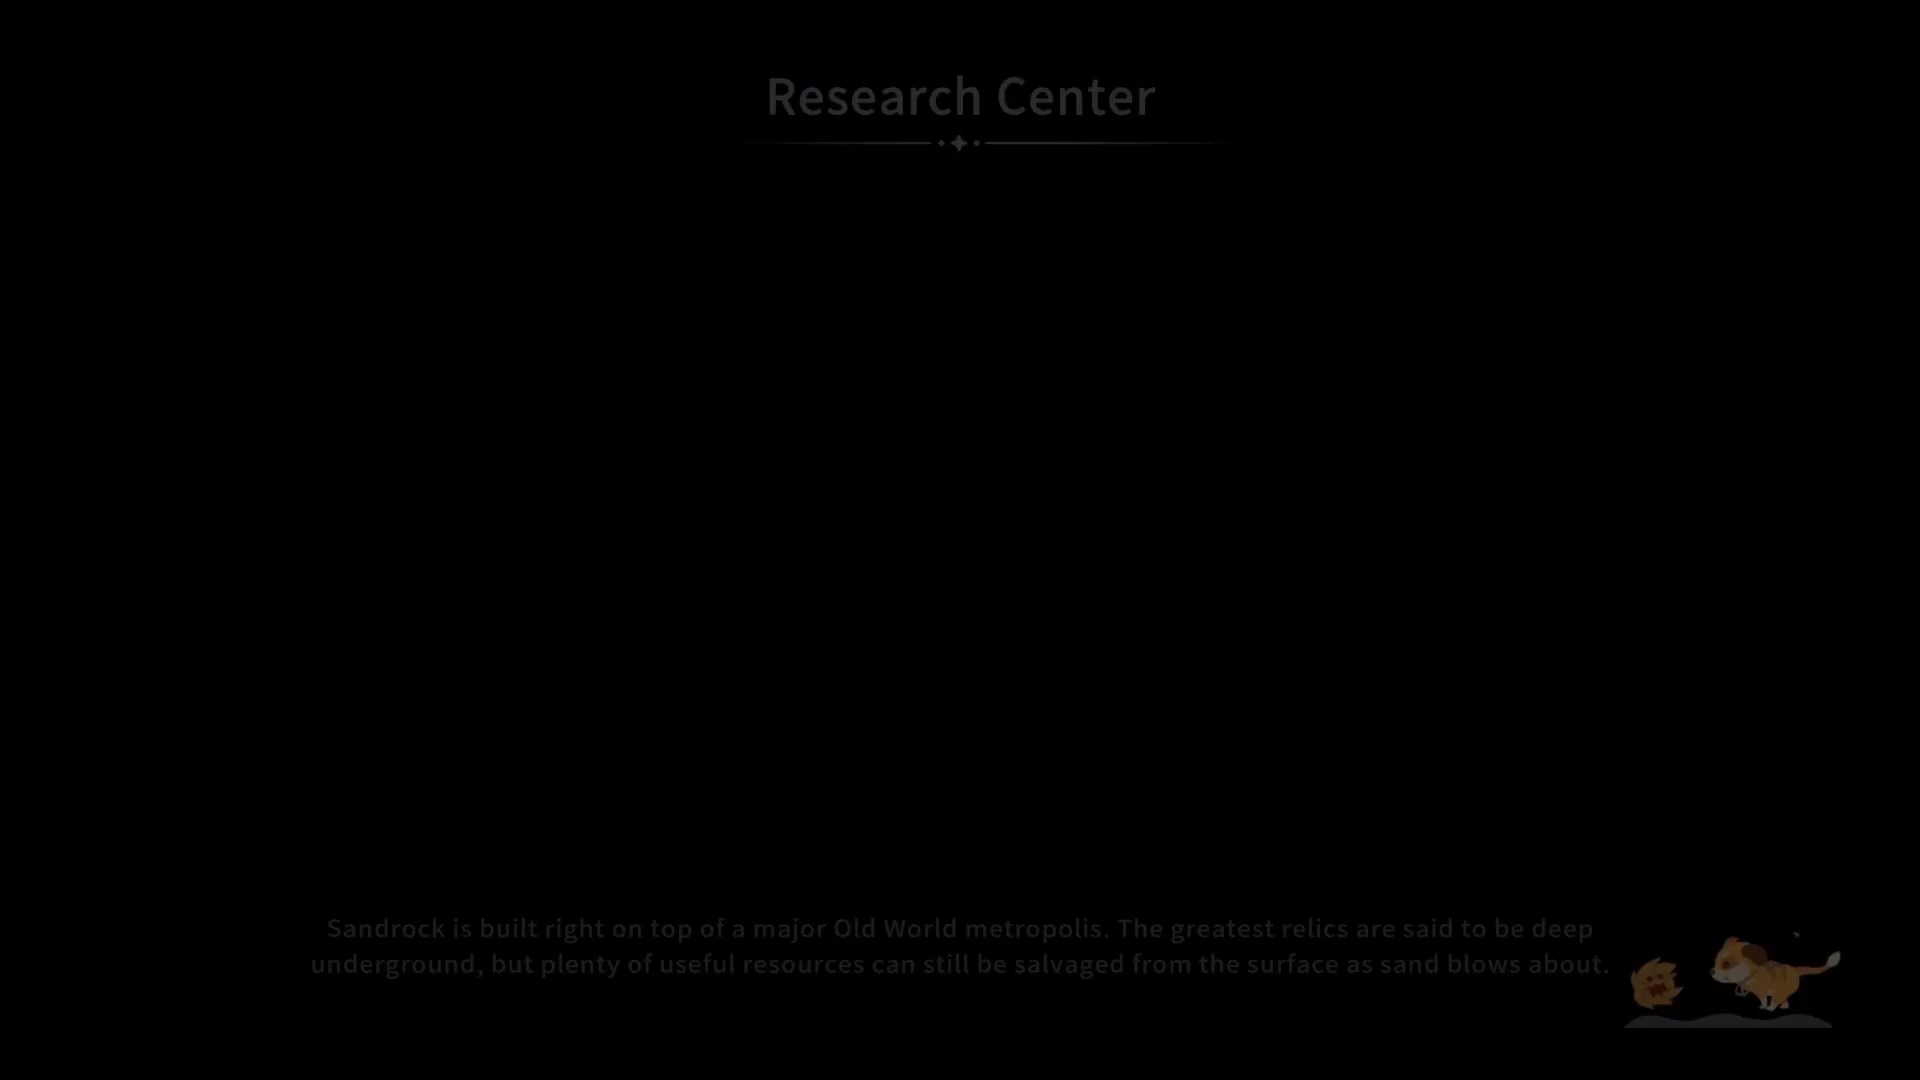 Research Center
Sandrock is built right on top of a major Old World metropolis. The greatest relics are said to be deep
underground, but plenty of useful resources can still be salvaged from the surface as sand blows about.